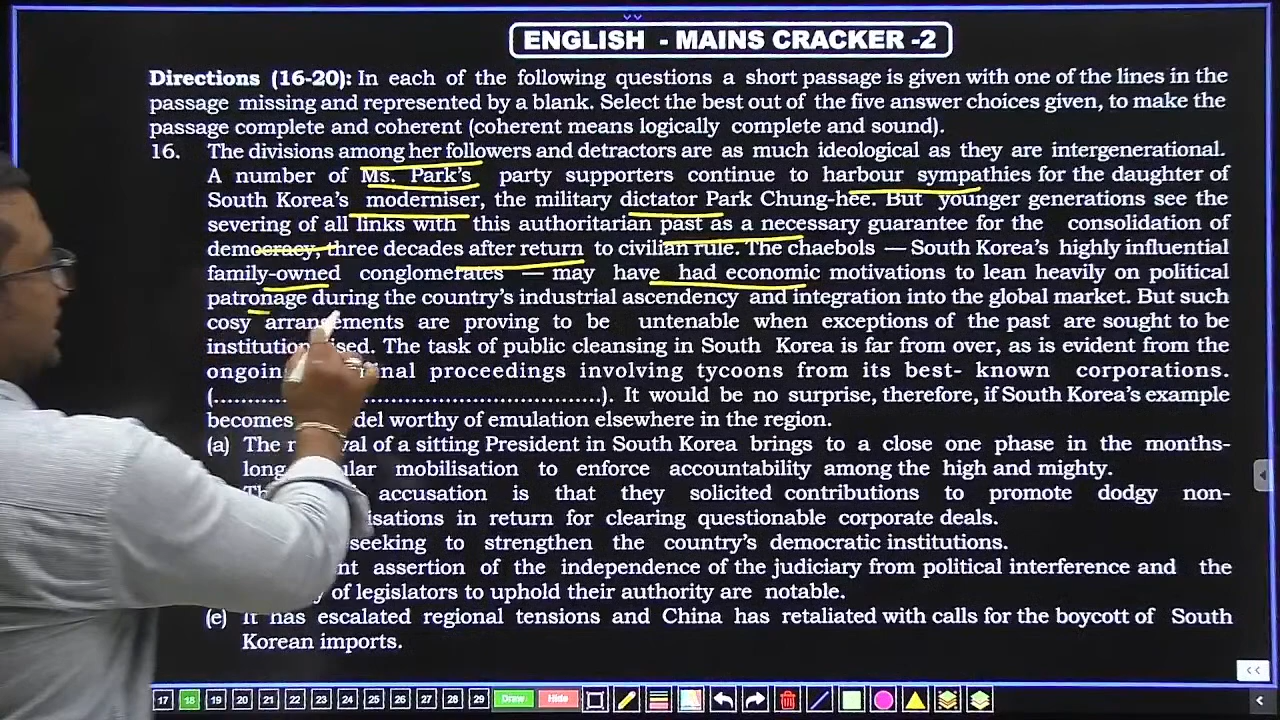 ENGLISH - MAINS CRACKER -2
Directions (16-20): In each of the following questions a short passage is given with one of the lines in the
passage missing and represented by a blank. Select the best out of the five answer choices given, to make the
passage complete and coherent (coherent means logically complete and sound).
16. The divisions among her followers and detractors are as much ideological as they are intergenerational.
A number of Ms. Park's party supporters continue to harbour sympathies for the daughter of
South Korea's moderniser, the military dictator Park Chung-hee. But younger generations see the
severing of all links with this authoritarian past as a necessary guarantee for the consolidation of
democracy, three decades after return to civilian rule. The chaebols — South Korea's highly influential
family-owned conglomerates — may have had economic motivations to lean heavily on political
patronage during the country's industrial ascendency and integration into the global market. But such
cosy arrangements are proving to be untenable when exceptions of the past are sought to be
The task of public cleansing in South Korea is far from over, as is evident from the
proceedings involving tycoons from its best- known corporations.
(.......................................................). It would be no surprise, therefore, if South Korea's example
becomes worthy of emulation elsewhere in the region.
(a) The of a sitting President in South Korea brings to a close one phase in the months-
mobilisation to enforce accountability among the high and mighty.
accusation is that they solicited contributions to promote dodgy non-
in return for clearing questionable corporate deals.
seeking to strengthen the country's democratic institutions.
assertion of the independence of the judiciary from political interference and the
of legislators to uphold their authority are notable.
(e) It has escalated regional tensions and China has retaliated with calls for the boycott of South
Korean imports.
17 18 19 20 21 22 23 24 25 26 27 28 29 Draw Hide